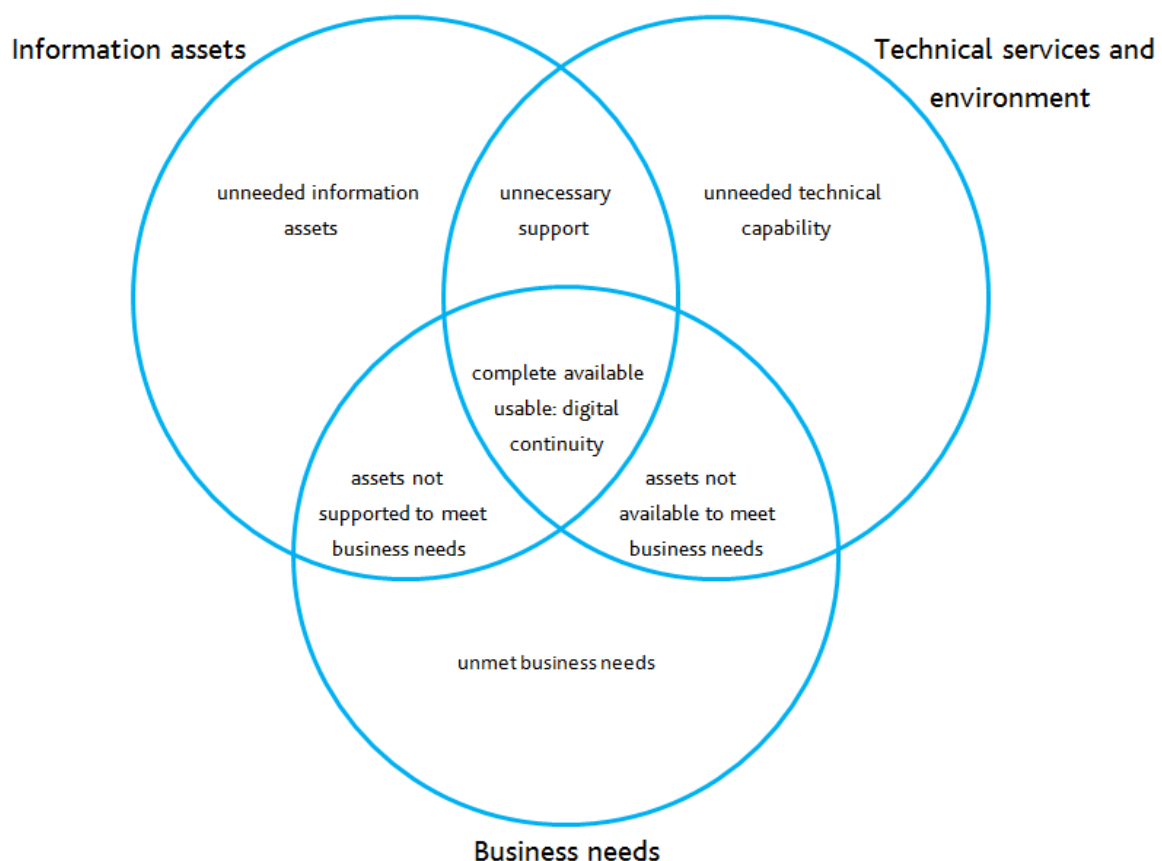 Information assets
Technical services and
environment
unneeded information
assets
unnecessary
support
unneeded technical
capability
complete available
usable: digital
continuity
assets not
supported to meet
business needs
assets not
available to meet
business needs
unmet business needs
Business needs